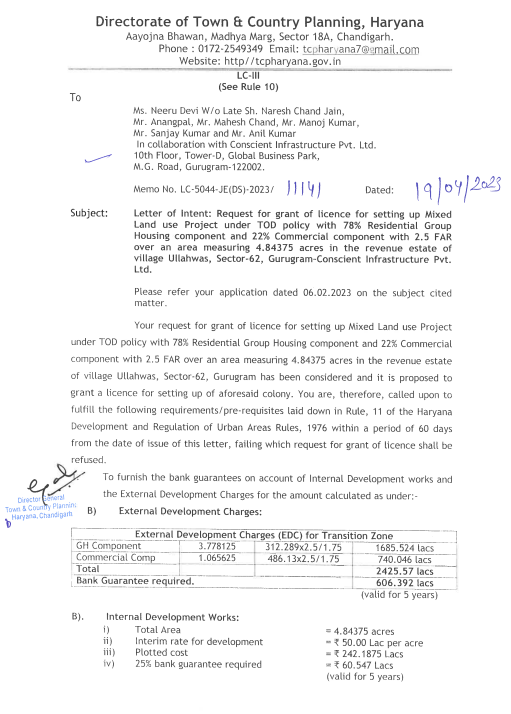 Directorate of Town & Country Planning, Haryana
Aayojna Bhawan, Madhya Marg, Sector 18A, Chandigarh.
Phone : 0172-2549349 Email: tcpharyana7@gmail.com
Website: http//tcpharyana.gov.in
LC-III
(See Rule 10)
To
Ms. Neeru Devi W/o Late Sh. Naresh Chand Jain,
Mr. Anangpal, Mr. Mahesh Chand, Mr. Manoj Kumar,
Mr. Sanjay Kumar and Mr. Anil Kumar
In collaboration with Conscient Infrastructure Pvt. Ltd.
10th Floor, Tower-D, Global Business Park,
M.G. Road, Gurugram-122002.
Memo No. LC-5044-JE(DS)-2023/ 11141 Dated: 19/04/2023
Subject: Letter of Intent: Request for grant of licence for setting up Mixed
Land use Project under TOD policy with 78% Residential Group
Housing component and 22% Commercial component with 2.5 FAR
over an area measuring 4.84375 acres in the revenue estate of
village Ullahwas, Sector-62, Gurugram-Conscient Infrastructure Pvt.
Ltd.
Please refer your application dated 06.02.2023 on the subject cited
matter.
Your request for grant of licence for setting up Mixed Land use Project
under TOD policy with 78% Residential Group Housing component and 22% Commercial
component with 2.5 FAR over an area measuring 4.84375 acres in the revenue estate
of village Ullahwas, Sector-62, Gurugram has been considered and it is proposed to
grant a licence for setting up of aforesaid colony. You are, therefore, called upon to
fulfill the following requirements/pre-requisites laid down in Rule, 11 of the Haryana
Development and Regulation of Urban Areas Rules, 1976 within a period of 60 days
from the date of issue of this letter, failing which request for grant of licence shall be
refused.
To furnish the bank guarantees on account of Internal Development works and
the External Development Charges for the amount calculated as under:-
Director General
Town & Country Planning
Haryana, Chandigarh
B) External Development Charges:
External Development Charges (EDC) for Transition Zone
GH Component 3.778125 312.289x2.5/1.75 1685.524 lacs
Commercial Comp 1.065625 486.13x2.5/1.75 740.046 lacs
Total 2425.57 lacs
Bank Guarantee required. 606.392 lacs
(valid for 5 years)
B). Internal Development Works:
i) Total Area = 4.84375 acres
ii) Interim rate for development = ₹ 50.00 Lac per acre
iii) Plotted cost = ₹ 242.1875 Lacs
iv) 25% bank guarantee required = ₹ 60.547 Lacs
(valid for 5 years)